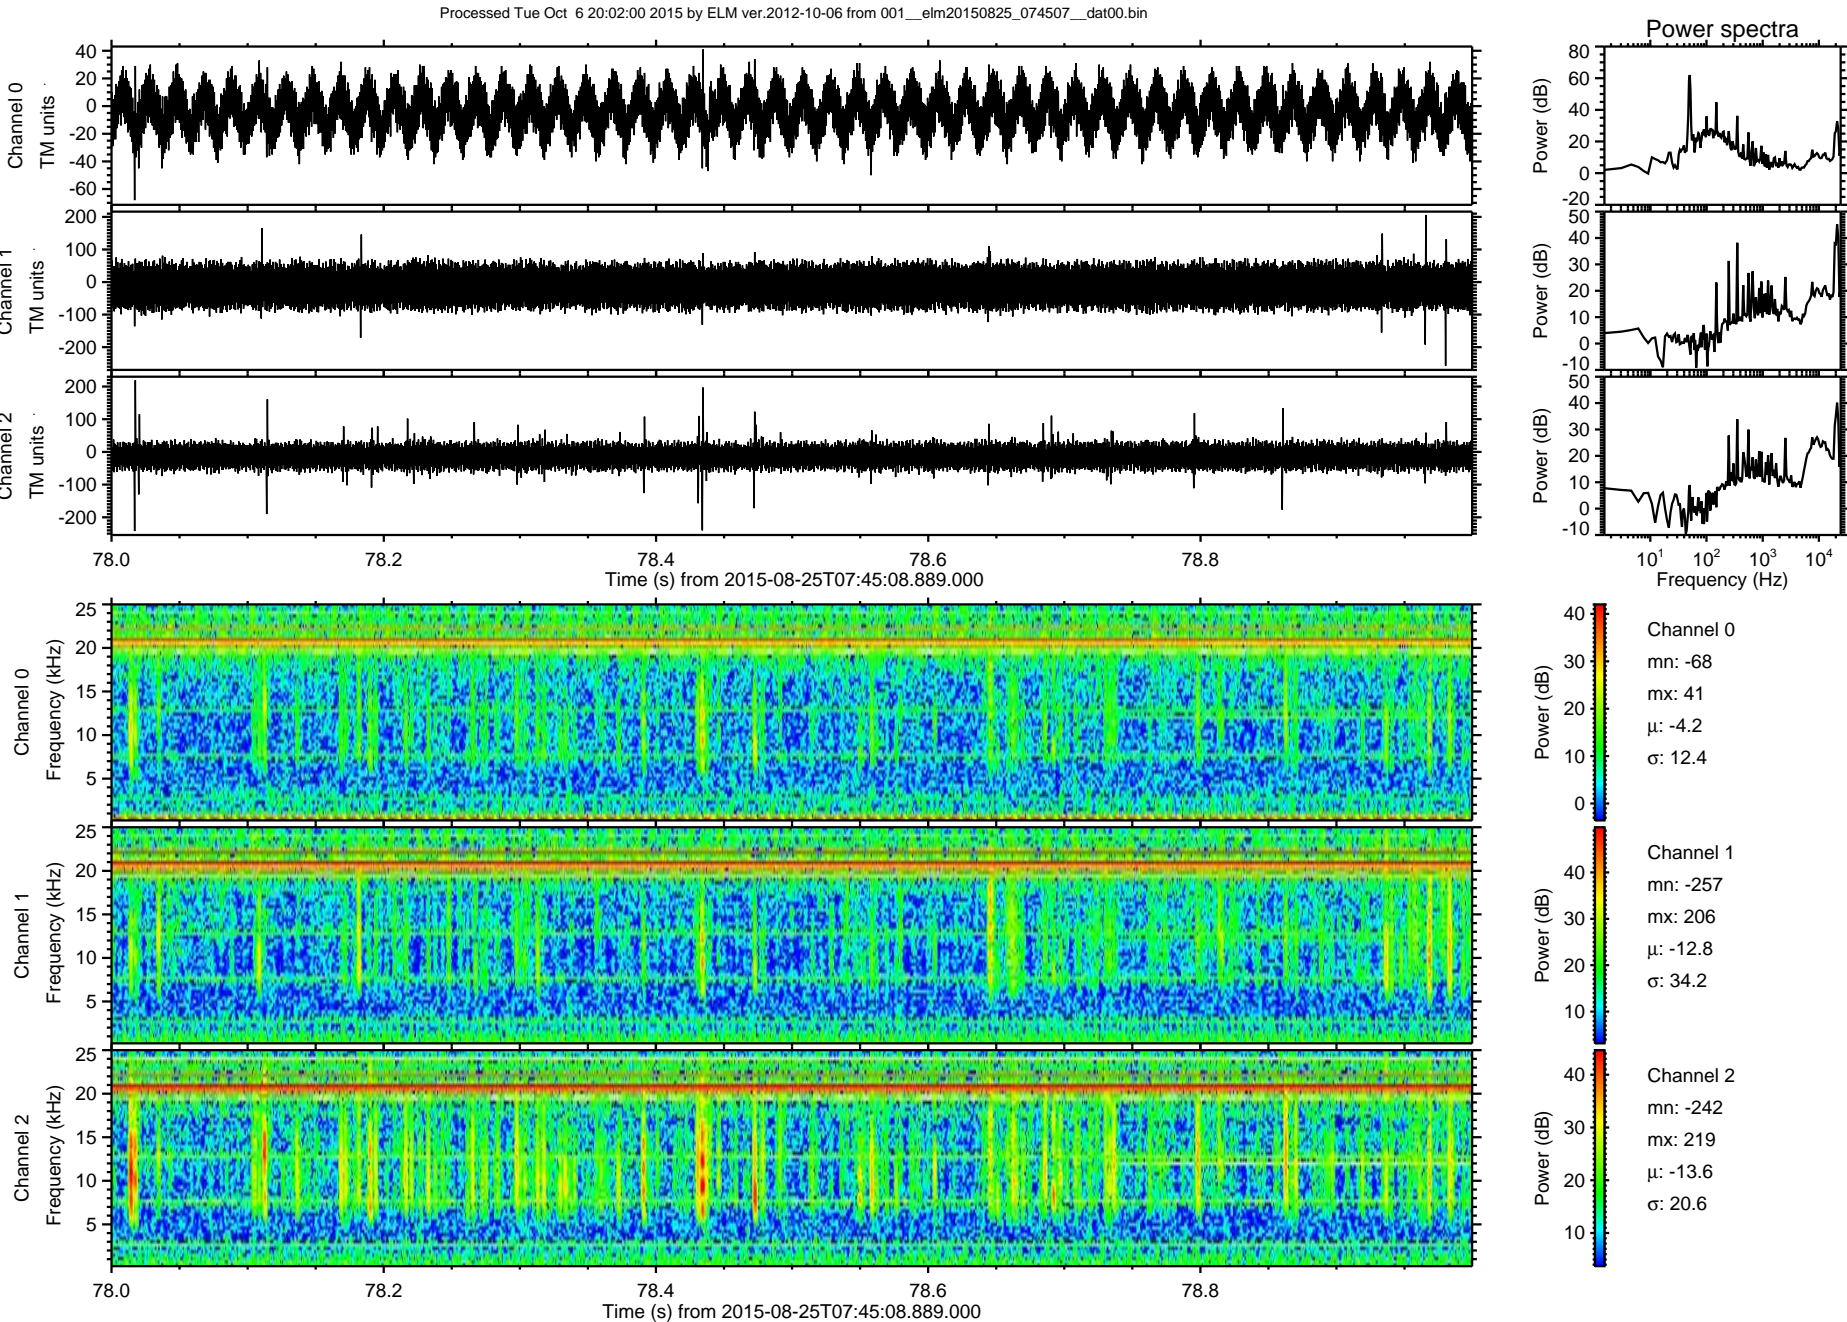 Processed Tue Oct 6 20:02:00 2015 by ELM ver.2012-10-06 from 001__elm20150825_074507__dat00.bin
Power spectra
Channel 0
TM units
40
20
0
-20
-40
-60
Power (dB)
80
60
40
20
0
-20
Channel 1
TM units
200
100
0
-100
-200
Power (dB)
50
40
30
20
10
0
-10
Channel 2
TM units
200
100
0
-100
-200
Power (dB)
50
40
30
20
10
0
-10
78.0 78.2 78.4 78.6 78.8
Time (s) from 2015-08-25T07:45:08.889.000
10¹ 10² 10³ 10⁴
Frequency (Hz)
Channel 0
Frequency (kHz)
25
20
15
10
5
Power (dB)
40
30
20
10
0
Channel 0
mn: -68
mx: 41
μ: -4.2
σ: 12.4
Channel 1
Frequency (kHz)
25
20
15
10
5
Power (dB)
40
30
20
10
Channel 1
mn: -257
mx: 206
μ: -12.8
σ: 34.2
Channel 2
Frequency (kHz)
25
20
15
10
5
Power (dB)
40
30
20
10
Channel 2
mn: -242
mx: 219
μ: -13.6
σ: 20.6
78.0 78.2 78.4 78.6 78.8
Time (s) from 2015-08-25T07:45:08.889.000